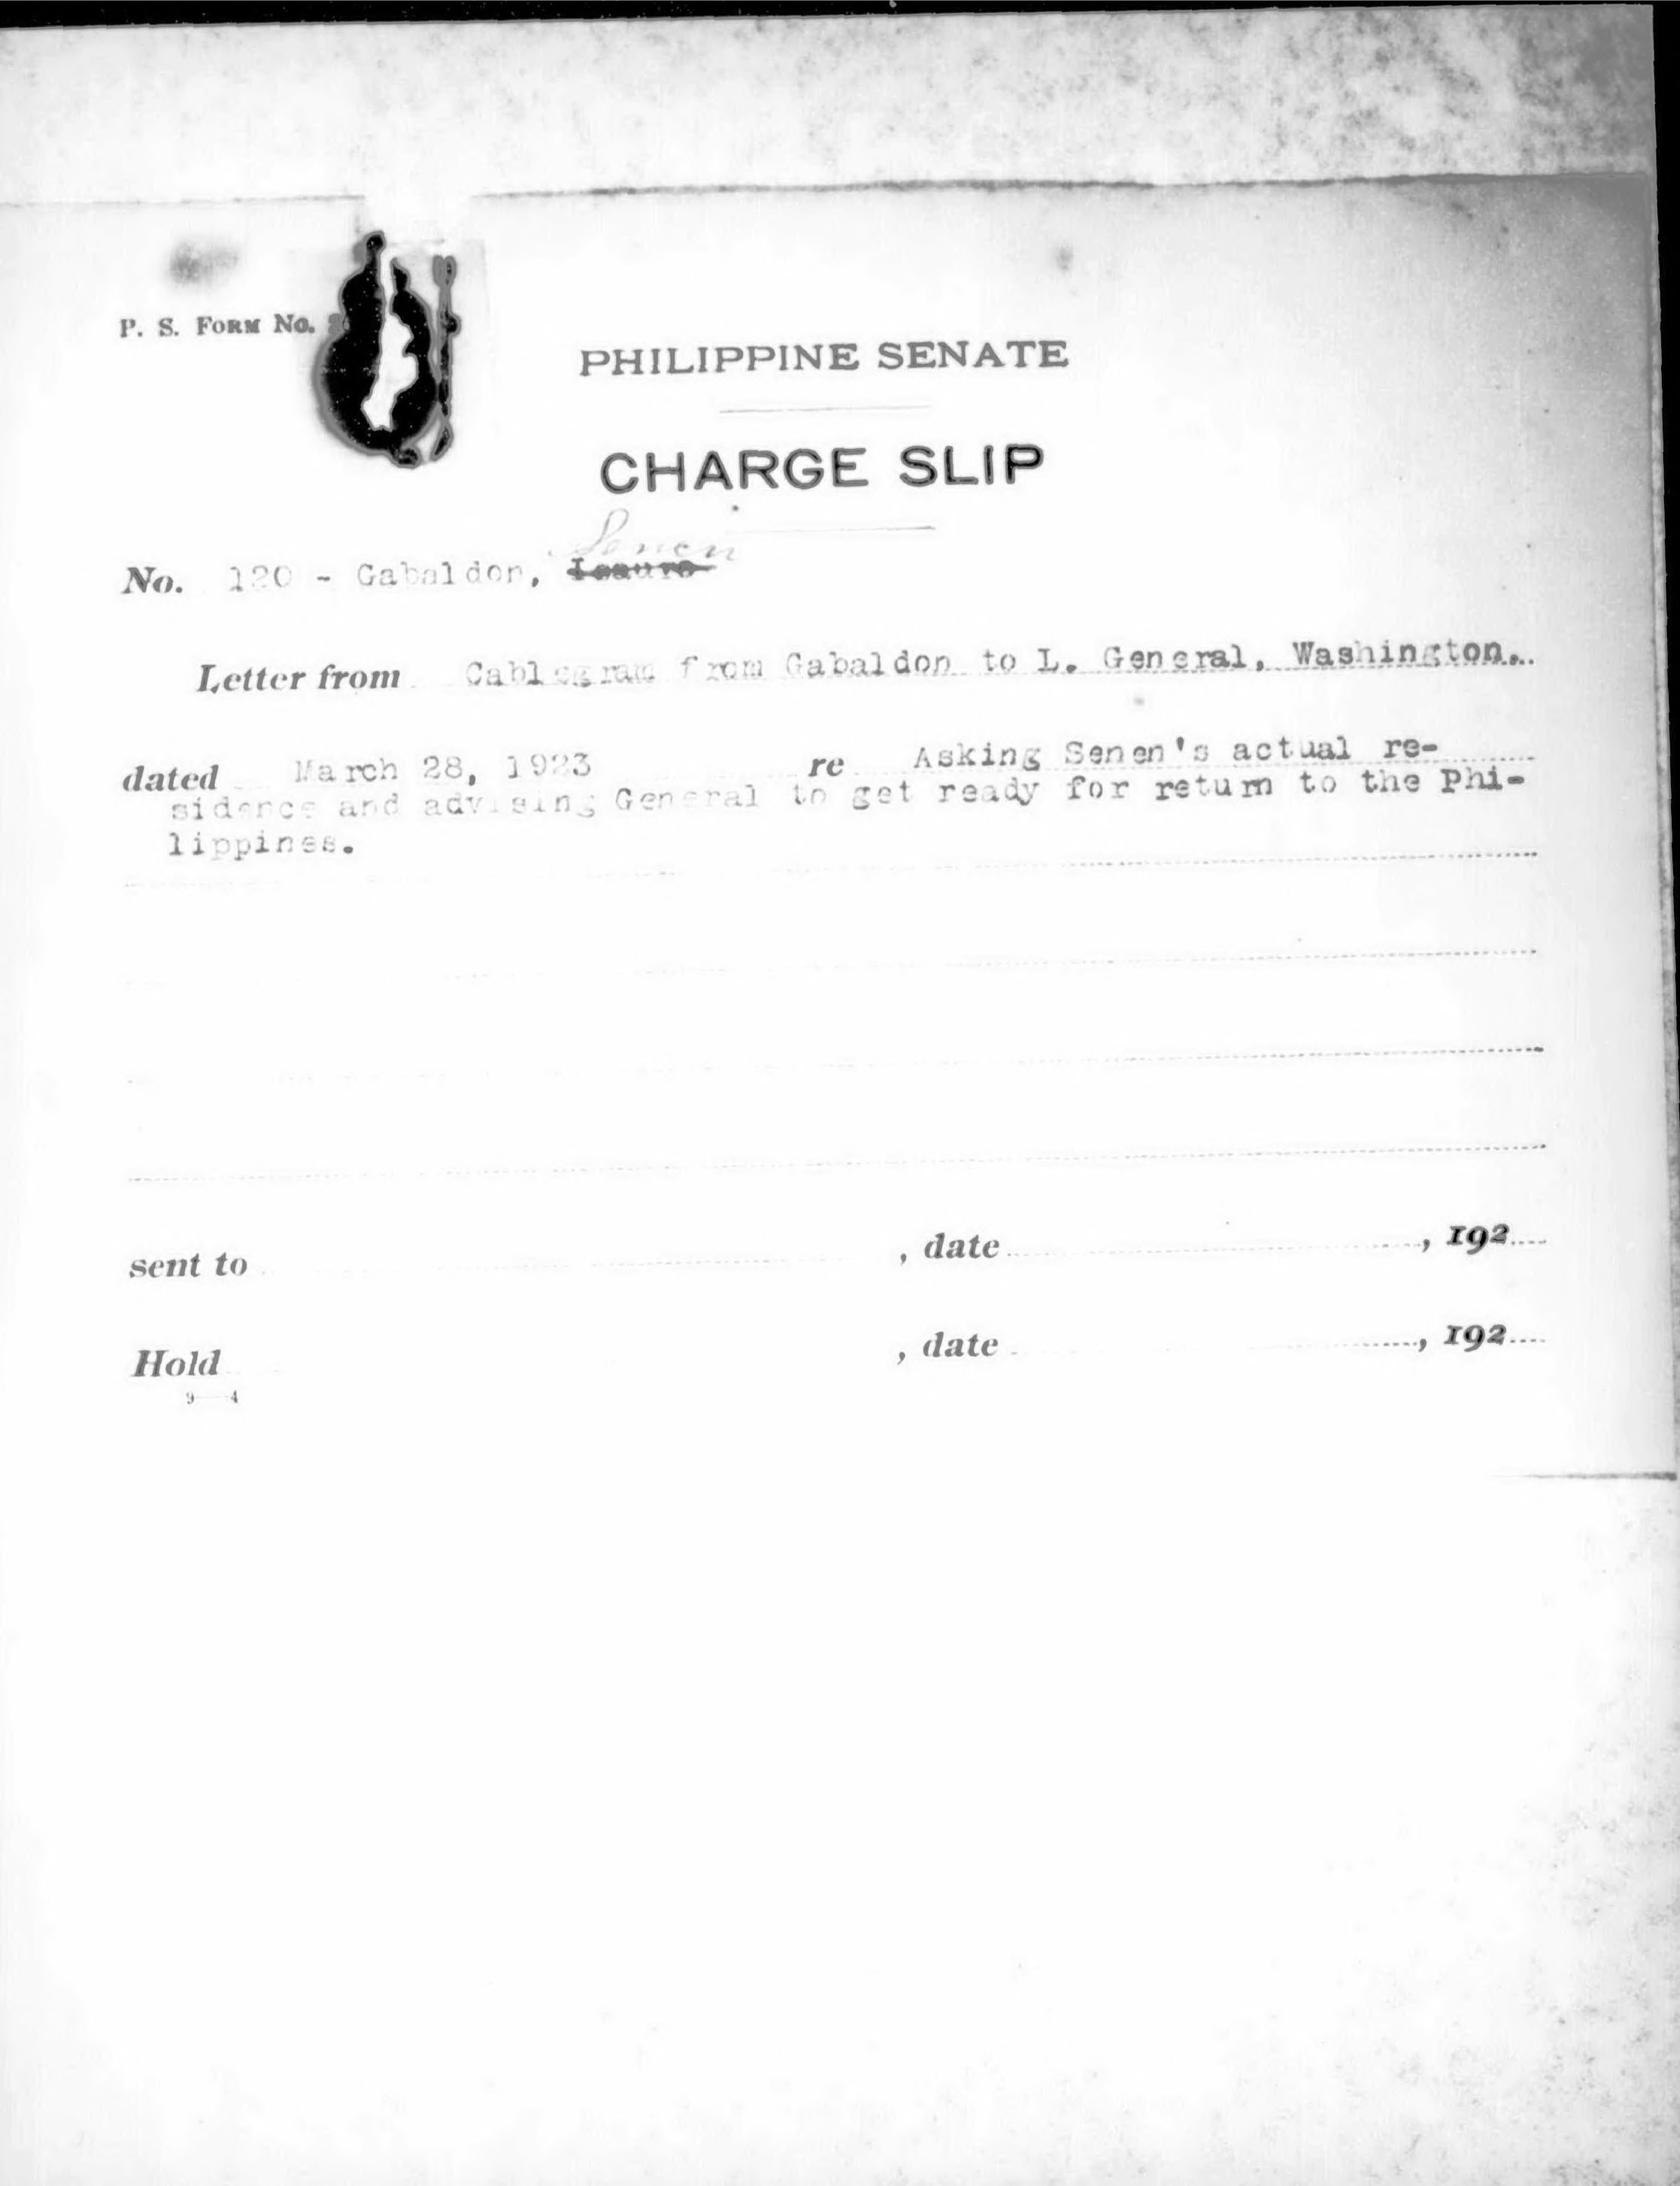 P. S. FORM NO.
PHILIPPINE SENATE
CHARGE SLIP
Senen
No. 120 - Gabaldon, Isauro
Letter from Cablegram from Gabaldon to L. General, Washington.
dated March 28, 1923 re Asking Senen's actual re-
sidence and advising General to get ready for return to the Phi-
lippines.
sent to , date , 192
Hold , date , 192
9—4